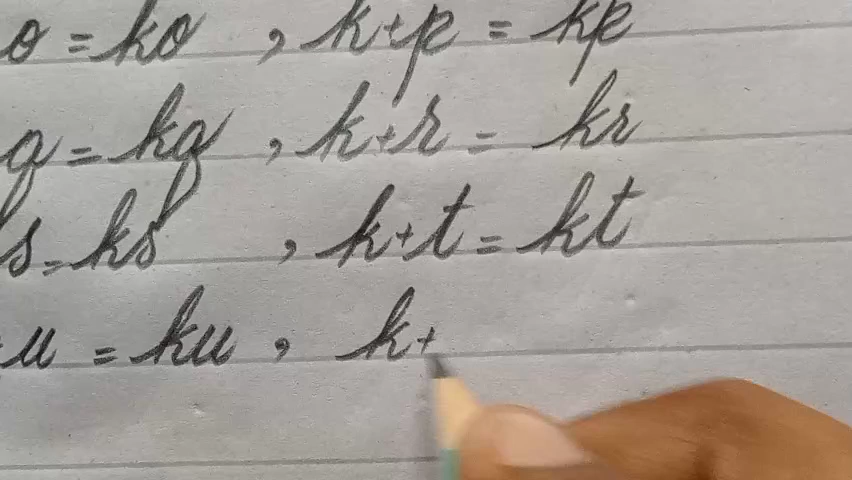 o = ko , k+p = kp
q = kq , k+r = kr
s = ks , k+t = kt
u = ku , k+